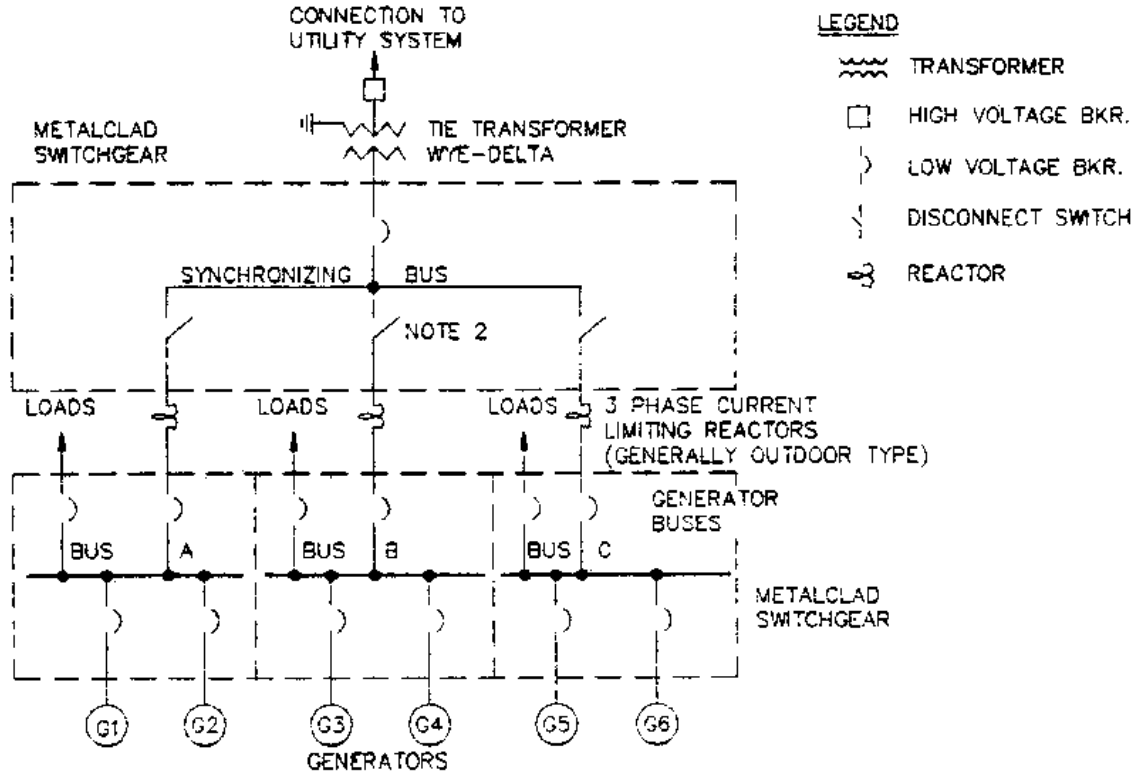 CONNECTION TO
UTILITY SYSTEM
METALCLAD
SWITCHGEAR
TIE TRANSFORMER
WYE-DELTA
LEGEND
TRANSFORMER
HIGH VOLTAGE BKR.
LOW VOLTAGE BKR.
DISCONNECT SWITCH
REACTOR
SYNCHRONIZING BUS
NOTE 2
LOADS
LOADS
LOADS
3 PHASE CURRENT
LIMITING REACTORS
(GENERALLY OUTDOOR TYPE)
GENERATOR
BUSES
BUS A
BUS B
BUS C
METALCLAD
SWITCHGEAR
G1
G2
G3
G4
G5
G6
GENERATORS